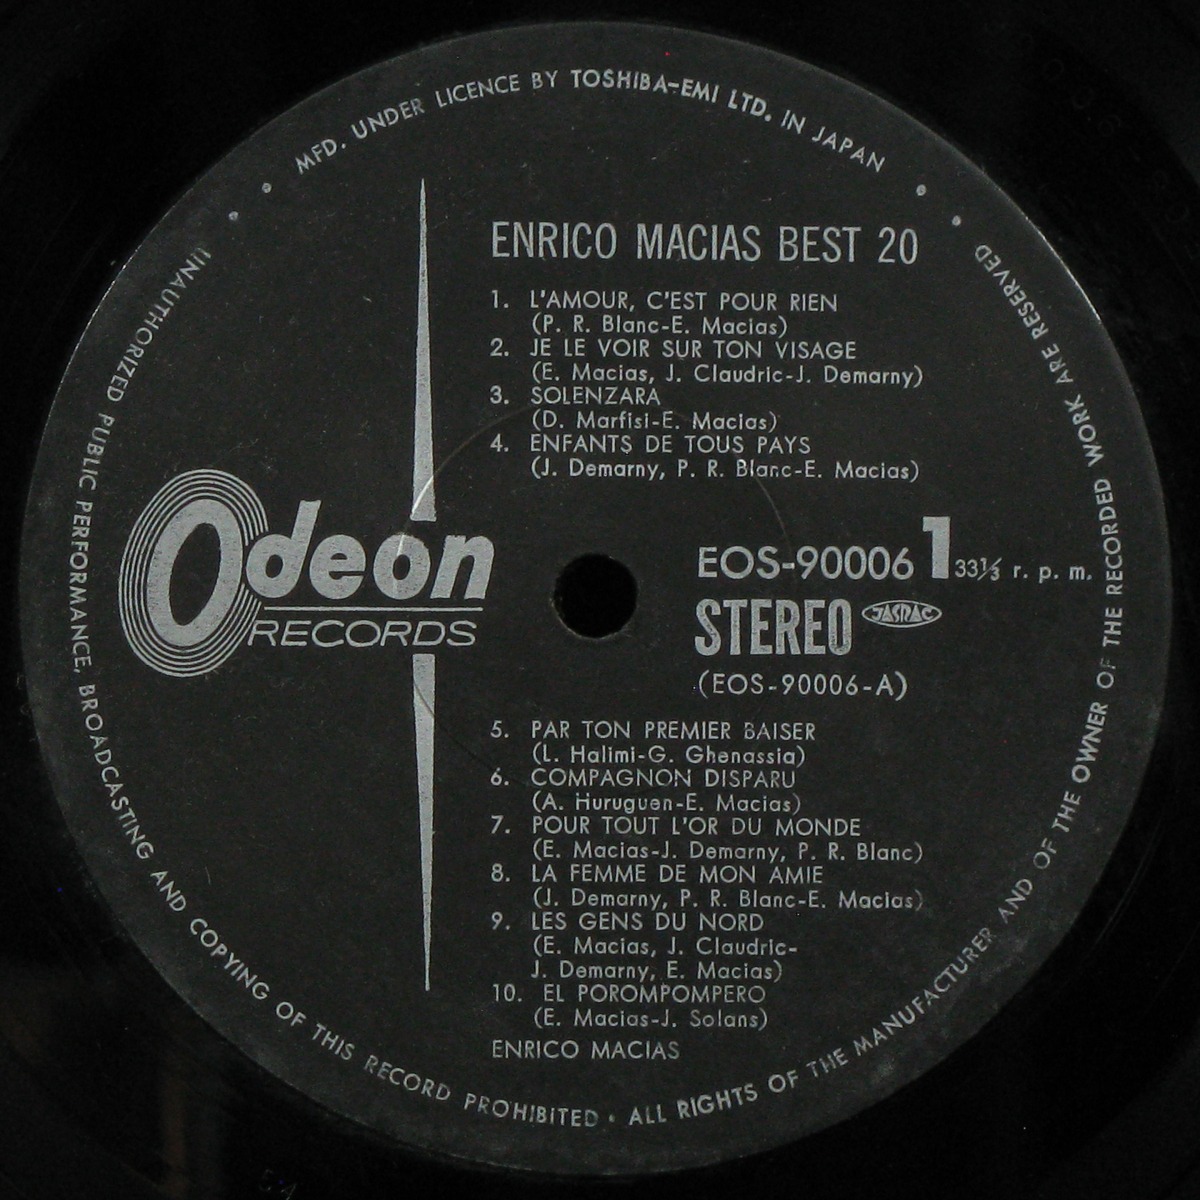 MFD. UNDER LICENCE BY TOSHIBA-EMI LTD. IN JAPAN
ENRICO MACIAS BEST 20
1. L'AMOUR, C'EST POUR RIEN
(P. R. Blanc-E. Macias)
2. JE LE VOIR SUR TON VISAGE
(E. Macias, J. Claudric-J. Demarny)
3. SOLENZARA
(D. Marfisi-E. Macias)
4. ENFANTS DE TOUS PAYS
(J. Demarny, P. R. Blanc-E. Macias)
Odeon
RECORDS
EOS-90006 1 33⅓ r. p. m.
STEREO JASRAC
(EOS-90006-A)
5. PAR TON PREMIER BAISER
(L. Halimi-G. Ghenassia)
6. COMPAGNON DISPARU
(A. Huruguen-E. Macias)
7. POUR TOUT L'OR DU MONDE
(E. Macias-J. Demarny, P. R. Blanc)
8. LA FEMME DE MON AMIE
(J. Demarny, P. R. Blanc-E. Macias)
9. LES GENS DU NORD
(E. Macias, J. Claudric-
J. Demarny, E. Macias)
10. EL POROMPOMPERO
(E. Macias-J. Solans)
ENRICO MACIAS
UNAUTHORIZED PUBLIC PERFORMANCE, BROADCASTING AND COPYING OF THIS RECORD PROHIBITED • ALL RIGHTS OF THE MANUFACTURER AND OF THE OWNER OF THE RECORDED WORK ARE RESERVED